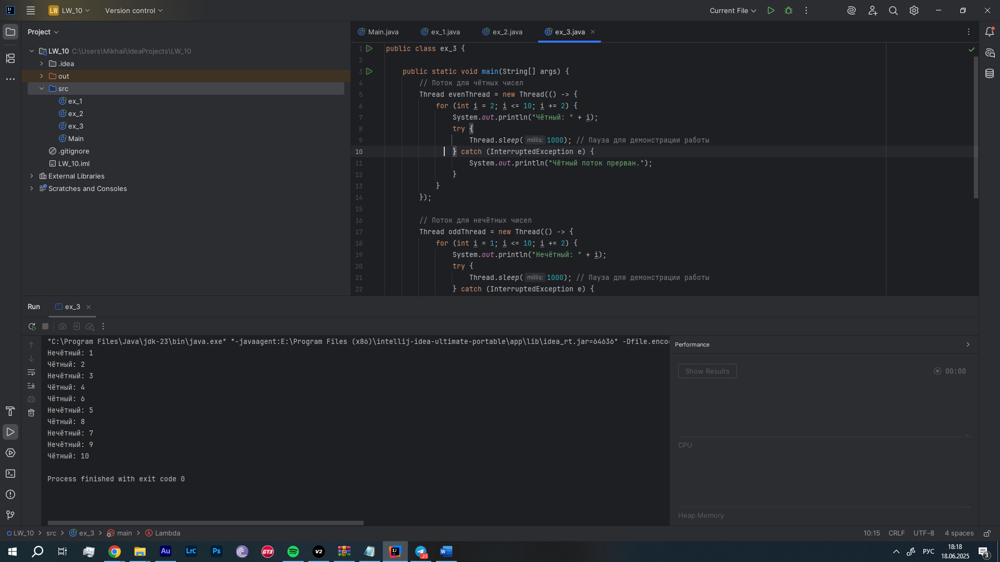 LW LW_10 Version control Current File
Project
Main.java ex_1.java ex_2.java ex_3.java
LW_10 C:\Users\Mikhail\IdeaProjects\LW_10
.idea
out
src
ex_1
ex_2
ex_3
Main
.gitignore
LW_10.iml
External Libraries
Scratches and Consoles
1 public class ex_3 {
2
3 public static void main(String[] args) {
4 // Поток для чётных чисел
5 Thread evenThread = new Thread(() -> {
6 for (int i = 2; i <= 10; i += 2) {
7 System.out.println("Чётный: " + i);
8 try {
9 Thread.sleep( millis: 1000); // Пауза для демонстрации работы
10 } catch (InterruptedException e) {
11 System.out.println("Чётный поток прерван.");
12 }
13 }
14 });
15
16 // Поток для нечётных чисел
17 Thread oddThread = new Thread(() -> {
18 for (int i = 1; i <= 10; i += 2) {
19 System.out.println("Нечётный: " + i);
20 try {
21 Thread.sleep( millis: 1000); // Пауза для демонстрации работы
22 } catch (InterruptedException e) {
Run ex_3
"C:\Program Files\Java\jdk-23\bin\java.exe" "-javaagent:E:\Program Files (x86)\intellij-idea-ultimate-portable\app\lib\idea_rt.jar=64636" -Dfile.enco
Нечётный: 1
Чётный: 2
Нечётный: 3
Чётный: 4
Чётный: 6
Нечётный: 5
Чётный: 8
Нечётный: 7
Нечётный: 9
Чётный: 10
Process finished with exit code 0
Performance
Show Results 00:00
CPU
Heap Memory
LW_10 src ex_3 main Lambda 10:15 CRLF UTF-8 4 spaces
Au LrC Ps GT3 V2 IJ .25 W РУС 18:18
18.06.2025 3